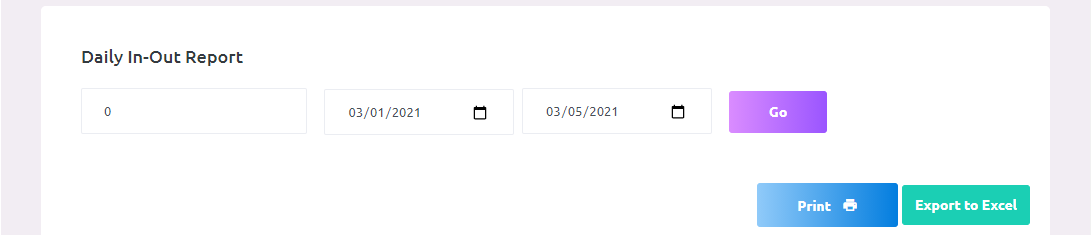 Daily In-Out Report
0 03/01/2021 03/05/2021 Go
Print Export to Excel